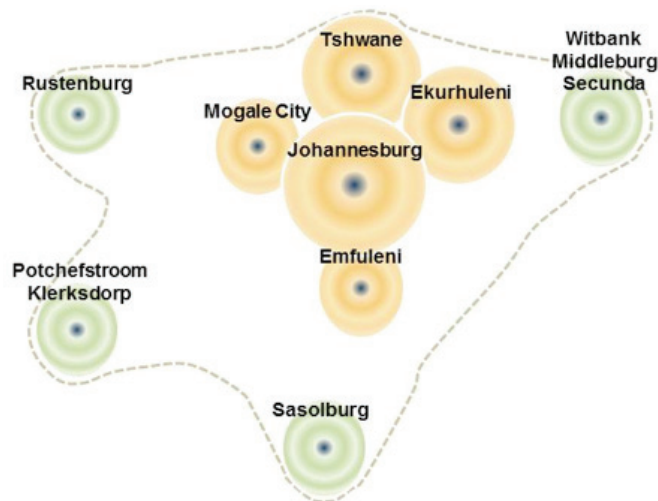 Tshwane
Witbank
Middleburg
Secunda
Rustenburg
Ekurhuleni
Mogale City
Johannesburg
Emfuleni
Potchefstroom
Klerksdorp
Sasolburg